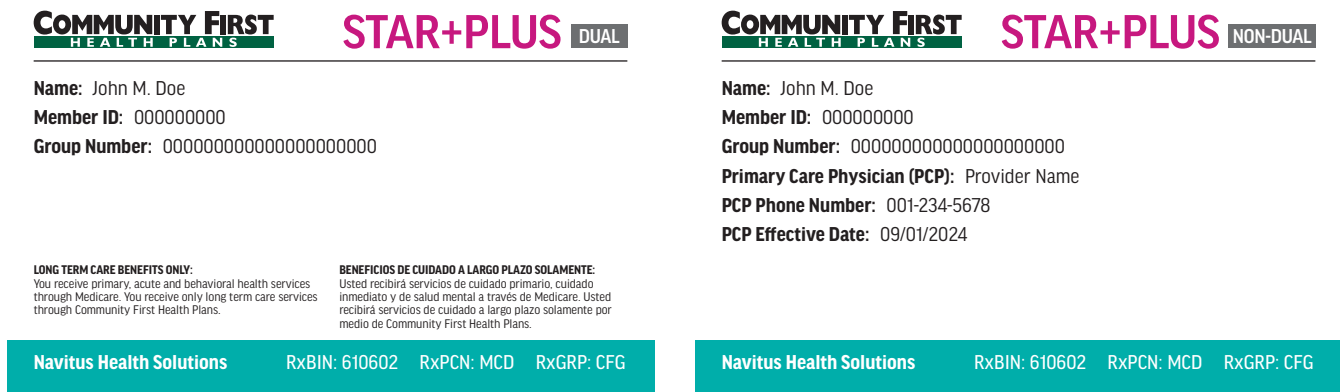 COMMUNITY FIRST
HEALTH PLANS
STAR+PLUS DUAL
Name: John M. Doe
Member ID: 000000000
Group Number: 000000000000000000000
LONG TERM CARE BENEFITS ONLY:
You receive primary, acute and behavioral health services
through Medicare. You receive only long term care services
through Community First Health Plans.
BENEFICIOS DE CUIDADO A LARGO PLAZO SOLAMENTE:
Usted recibirá servicios de cuidado primario, cuidado
inmediato y de salud mental a través de Medicare. Usted
recibirá servicios de cuidado a largo plazo solamente por
medio de Community First Health Plans.
Navitus Health Solutions RxBIN: 610602 RxPCN: MCD RxGRP: CFG
COMMUNITY FIRST
HEALTH PLANS
STAR+PLUS NON-DUAL
Name: John M. Doe
Member ID: 000000000
Group Number: 000000000000000000000
Primary Care Physician (PCP): Provider Name
PCP Phone Number: 001-234-5678
PCP Effective Date: 09/01/2024
Navitus Health Solutions RxBIN: 610602 RxPCN: MCD RxGRP: CFG